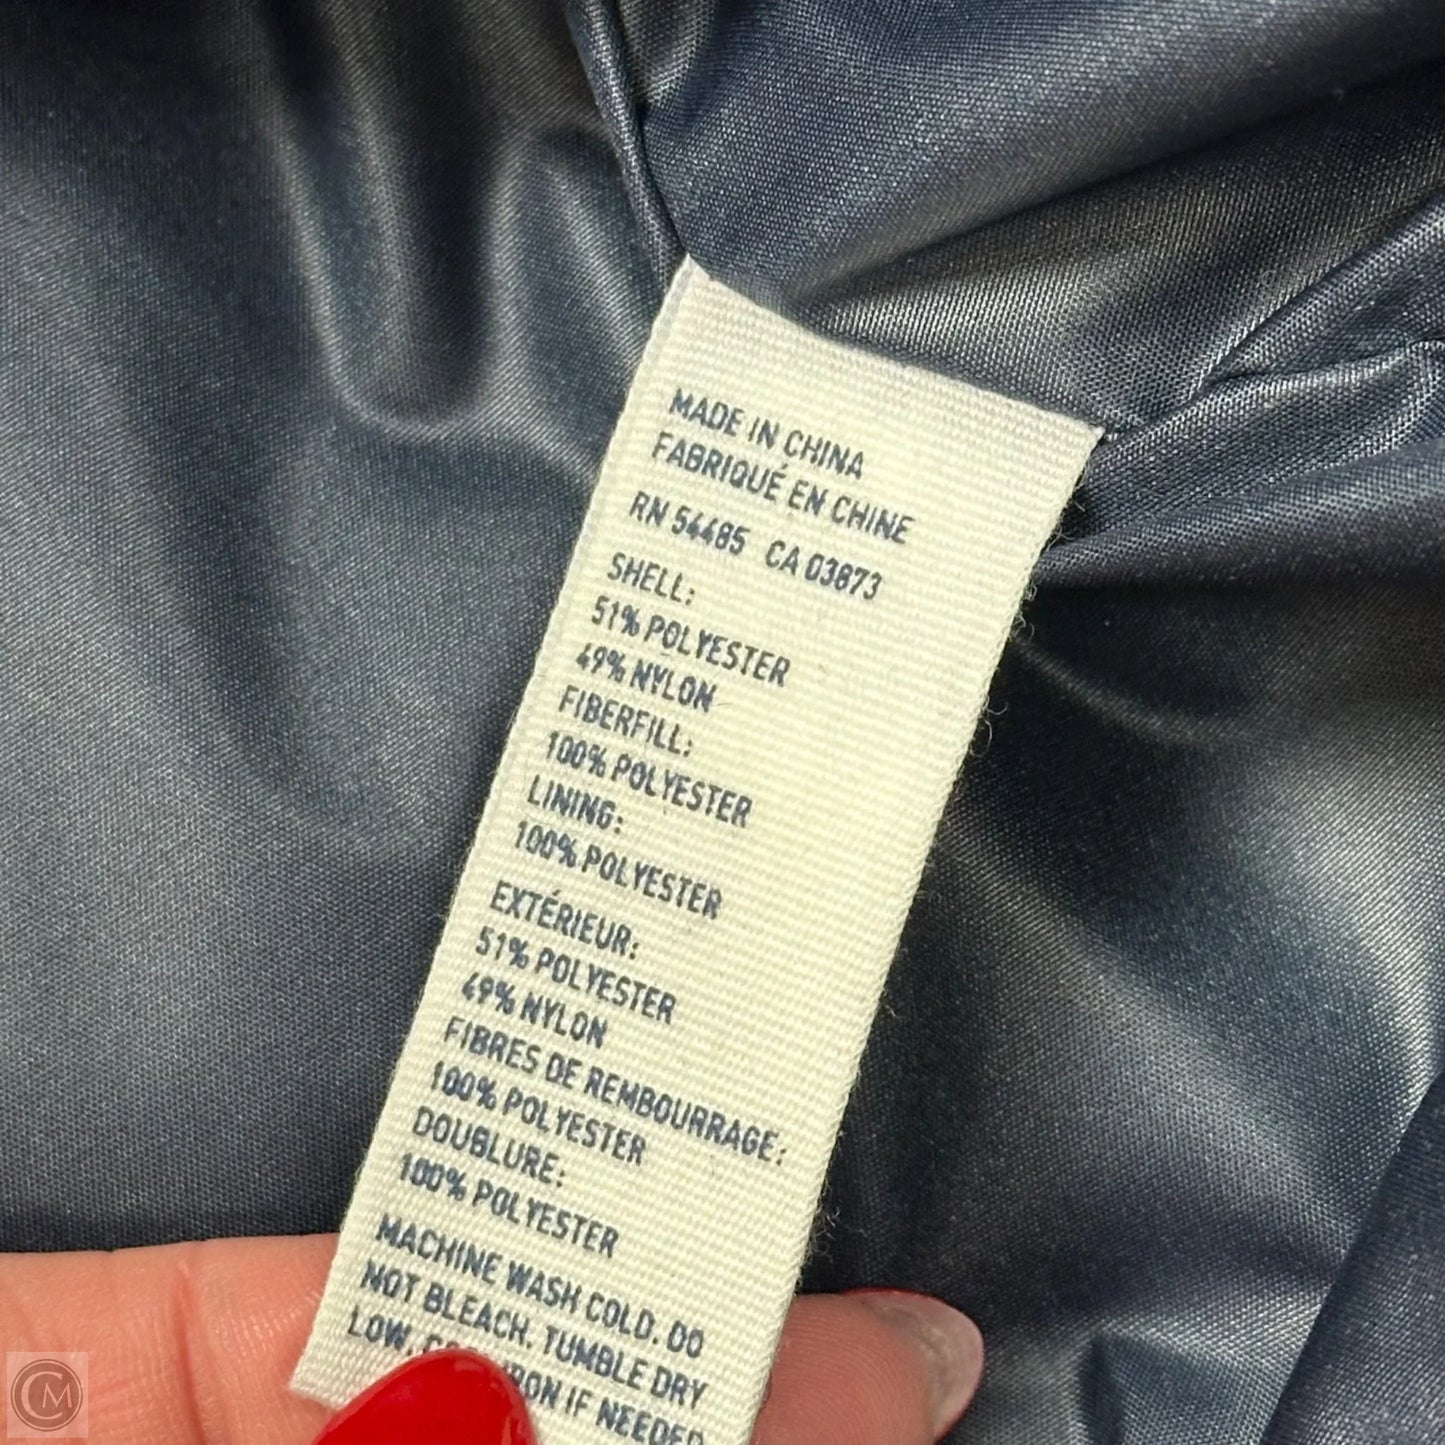 MADE IN CHINA
FABRIQUÉ EN CHINE
RN 54485 CA 03873
SHELL:
51% POLYESTER
49% NYLON
FIBERFILL:
100% POLYESTER
LINING:
100% POLYESTER
EXTÉRIEUR:
51% POLYESTER
49% NYLON
FIBRES DE REMBOURRAGE:
100% POLYESTER
DOUBLURE:
100% POLYESTER
MACHINE WASH COLD. DO
NOT BLEACH. TUMBLE DRY
LOW. IRON IF NEEDED
CM